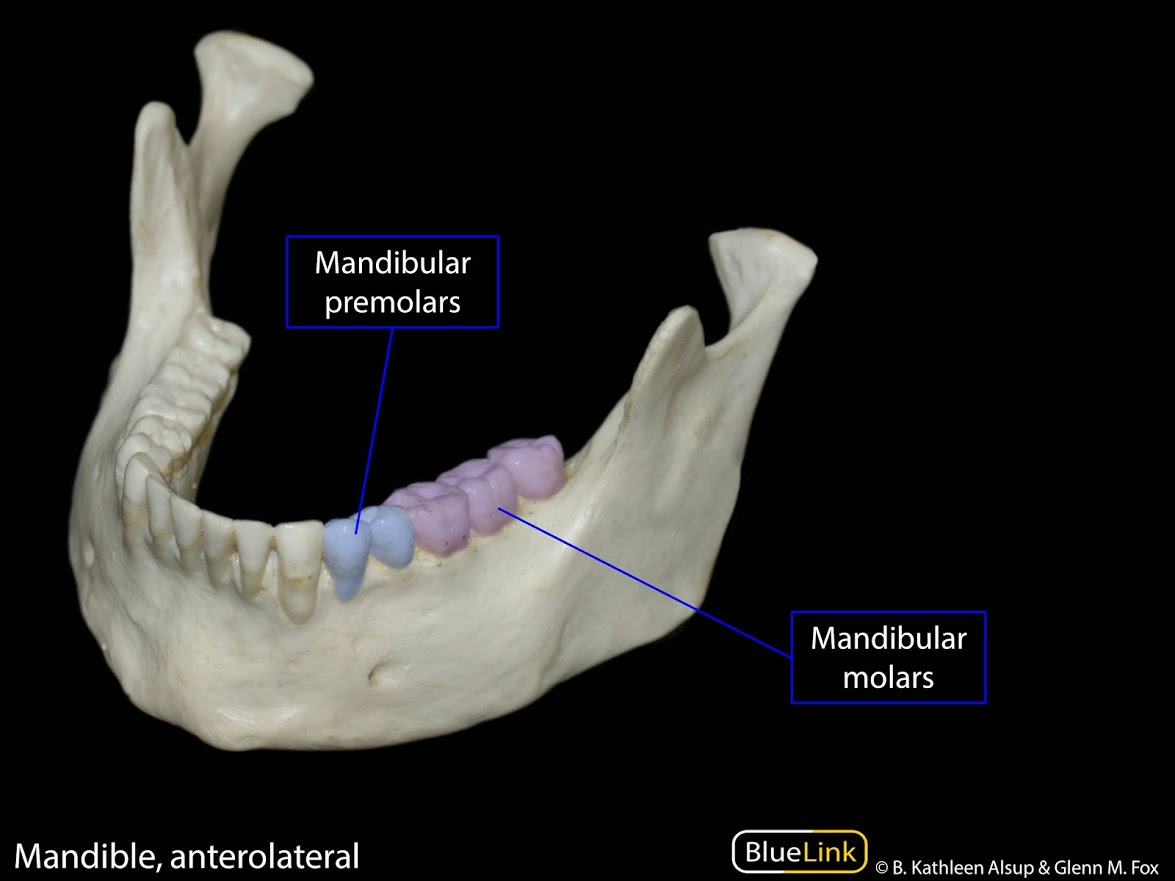 Mandibular
premolars
Mandibular
molars
Mandible, anterolateral
BlueLink
© B. Kathleen Alsup & Glenn M. Fox